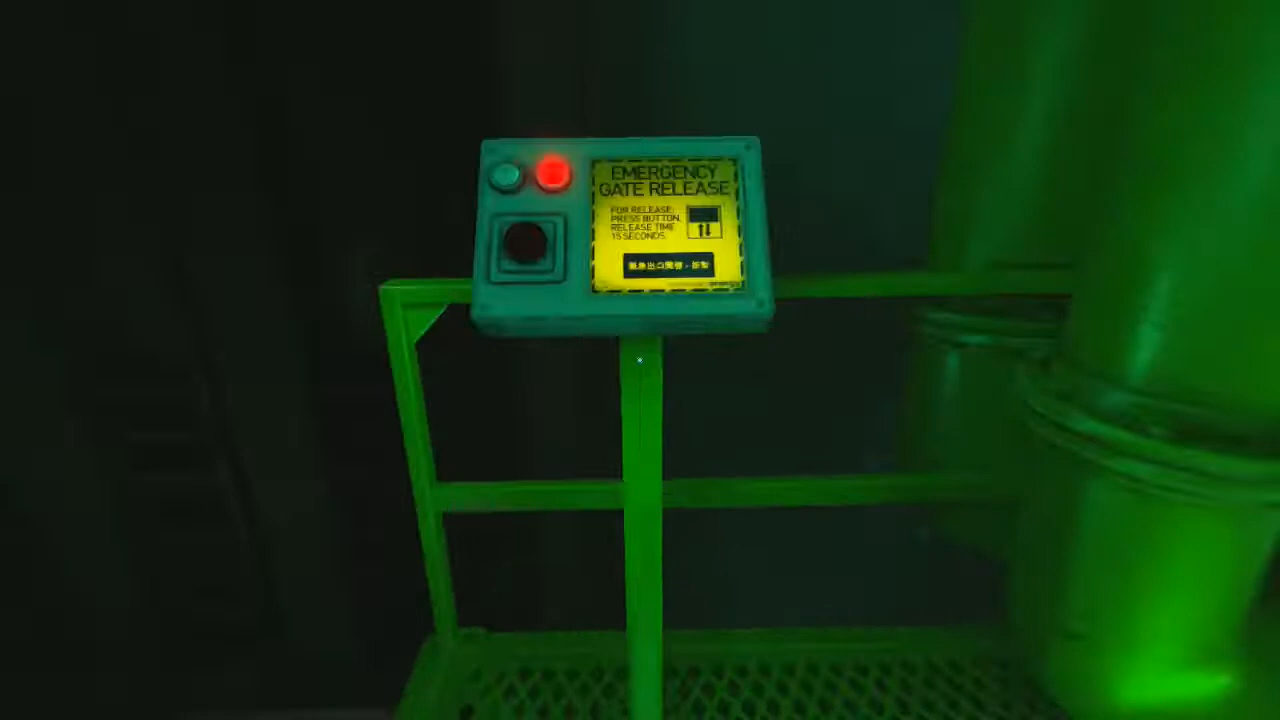 EMERGENCY
GATE RELEASE
FOR RELEASE,
PRESS BUTTON.
RELEASE TIME
15 SECONDS.